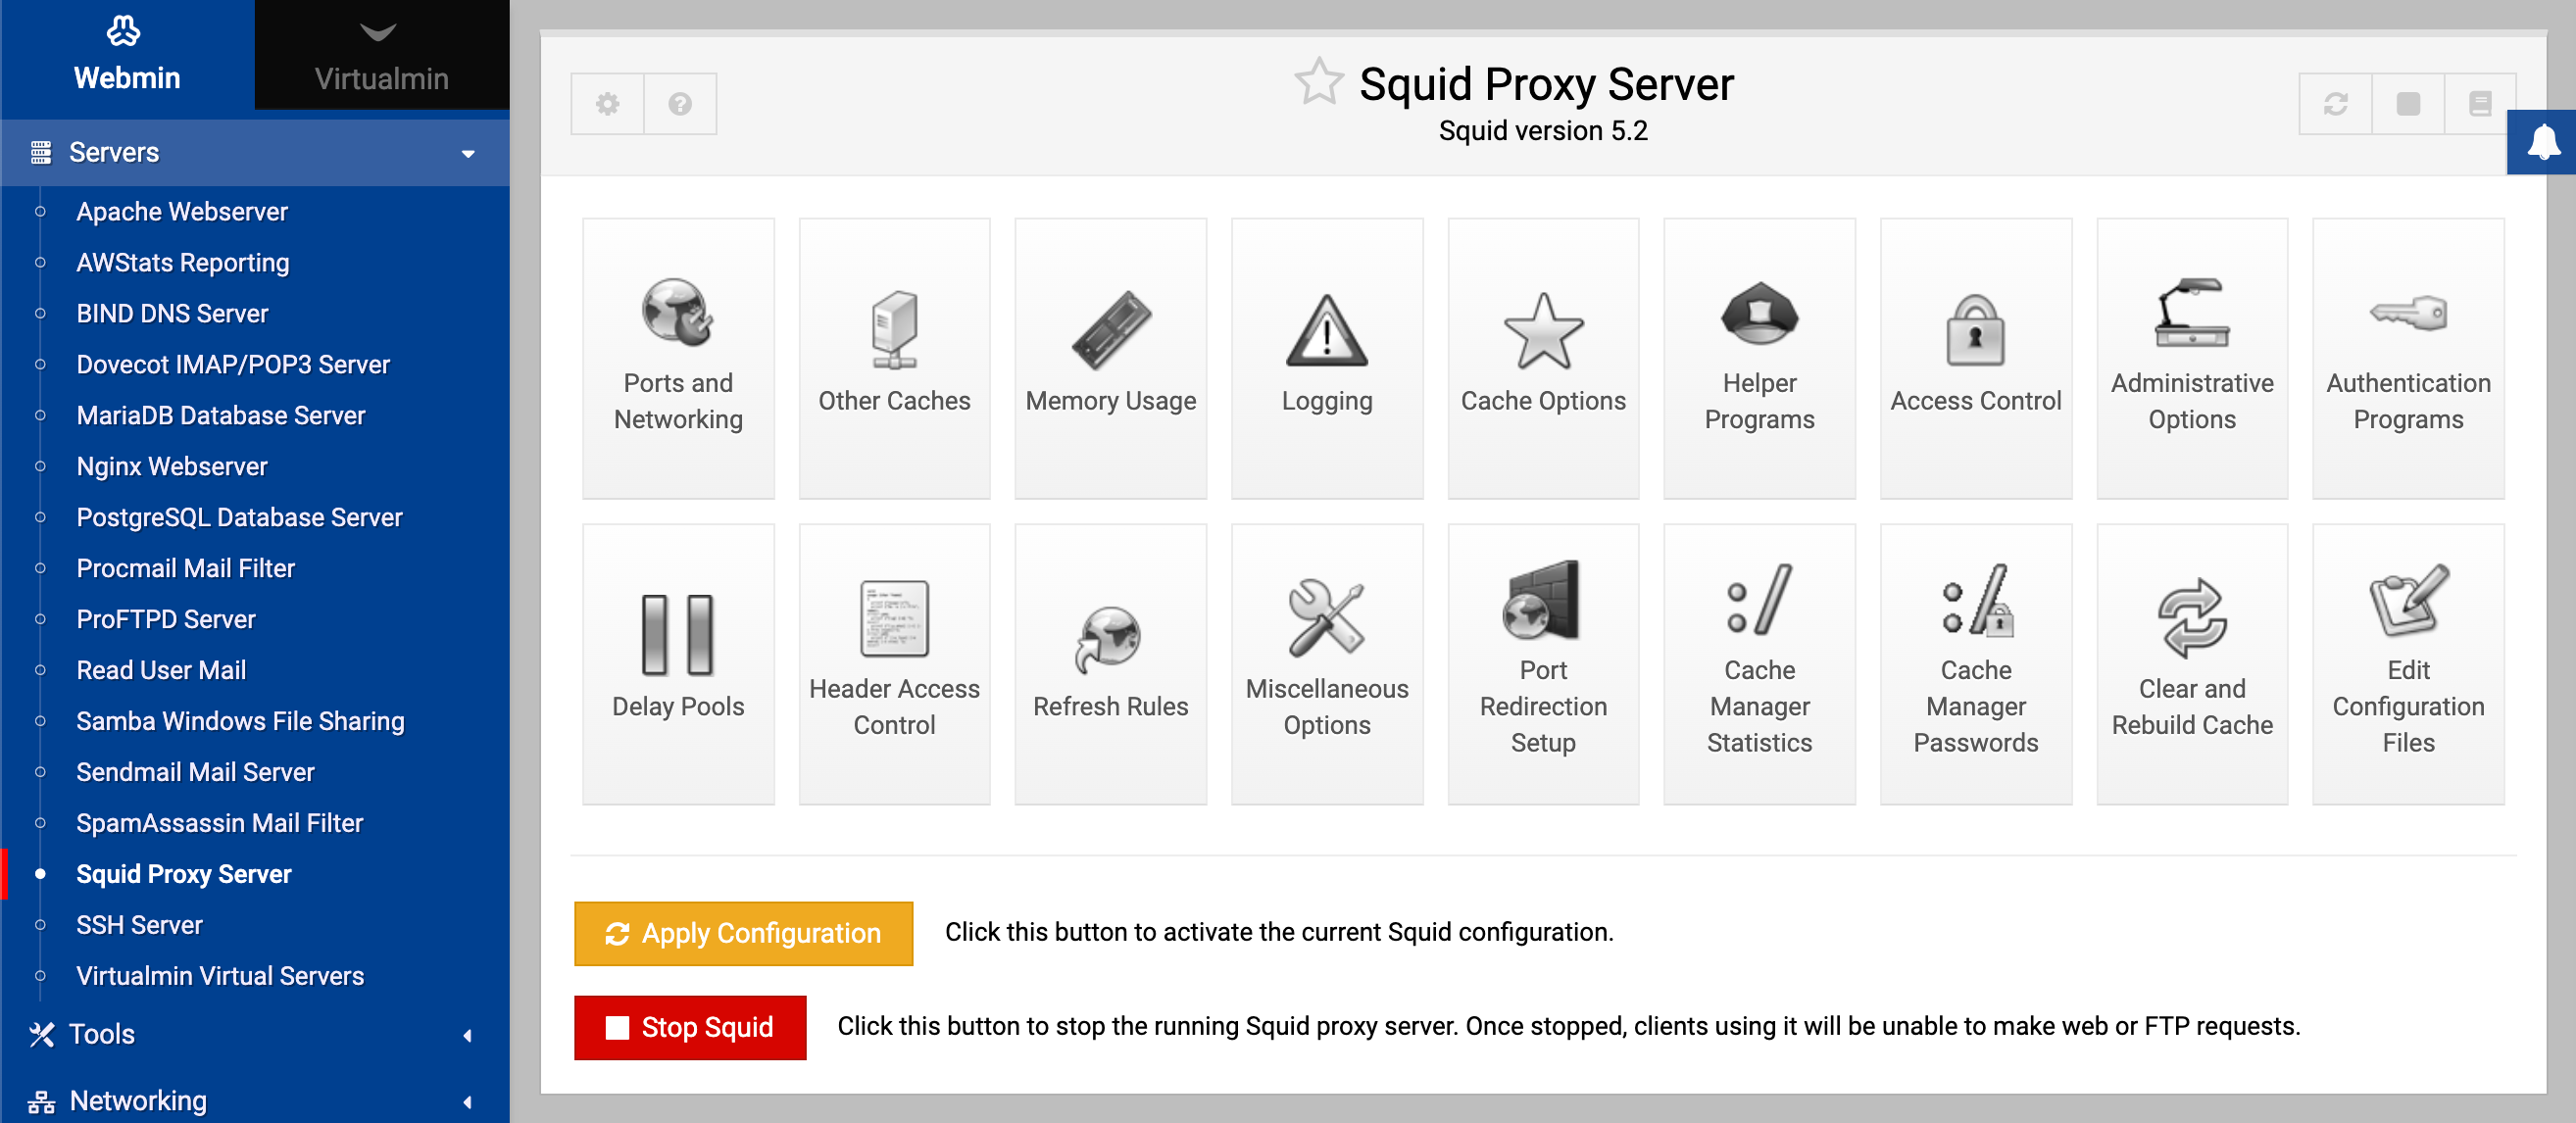 Webmin
Virtualmin
Servers
Apache Webserver
AWStats Reporting
BIND DNS Server
Dovecot IMAP/POP3 Server
MariaDB Database Server
Nginx Webserver
PostgreSQL Database Server
Procmail Mail Filter
ProFTPD Server
Read User Mail
Samba Windows File Sharing
Sendmail Mail Server
SpamAssassin Mail Filter
Squid Proxy Server
SSH Server
Virtualmin Virtual Servers
Tools
Networking
Squid Proxy Server
Squid version 5.2
Ports and
Networking
Other Caches
Memory Usage
Logging
Cache Options
Helper
Programs
Access Control
Administrative
Options
Authentication
Programs
Delay Pools
Header Access
Control
Refresh Rules
Miscellaneous
Options
Port
Redirection
Setup
Cache
Manager
Statistics
Cache
Manager
Passwords
Clear and
Rebuild Cache
Edit
Configuration
Files
Apply Configuration
Click this button to activate the current Squid configuration.
Stop Squid
Click this button to stop the running Squid proxy server. Once stopped, clients using it will be unable to make web or FTP requests.